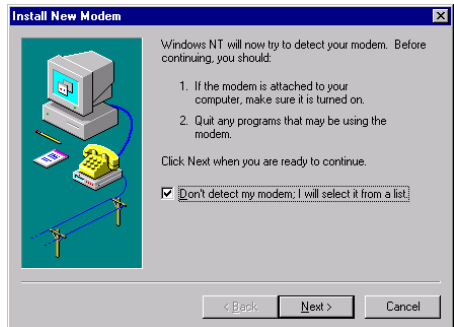 Install New Modem
Windows NT will now try to detect your modem. Before
continuing, you should:
1. If the modem is attached to your
computer, make sure it is turned on.
2. Quit any programs that may be using the
modem.
Click Next when you are ready to continue.
Don't detect my modem; I will select it from a list.
< Back
Next >
Cancel